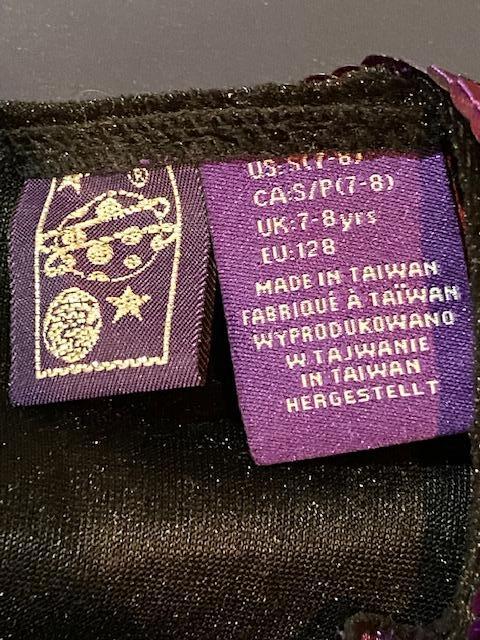 ®
US:S(7-8)
CA:S/P(7-8)
UK:7-8yrs
EU:128
MADE IN TAIWAN
FABRIQUÉ À TAÏWAN
WYPRODUKOWANO
W TAJWANIE
IN TAIWAN
HERGESTELLT